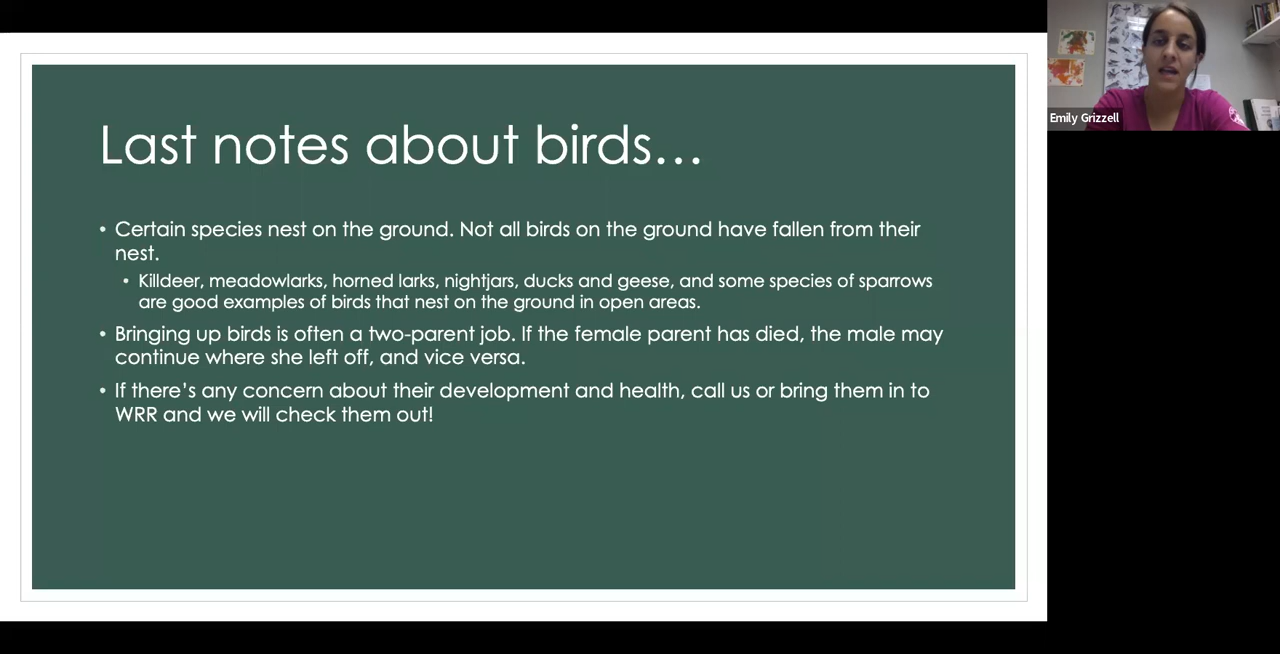 Last notes about birds…
• Certain species nest on the ground. Not all birds on the ground have fallen from their
nest.
• Killdeer, meadowlarks, horned larks, nightjars, ducks and geese, and some species of sparrows
are good examples of birds that nest on the ground in open areas.
• Bringing up birds is often a two-parent job. If the female parent has died, the male may
continue where she left off, and vice versa.
• If there’s any concern about their development and health, call us or bring them in to
WRR and we will check them out!
Emily Grizzell